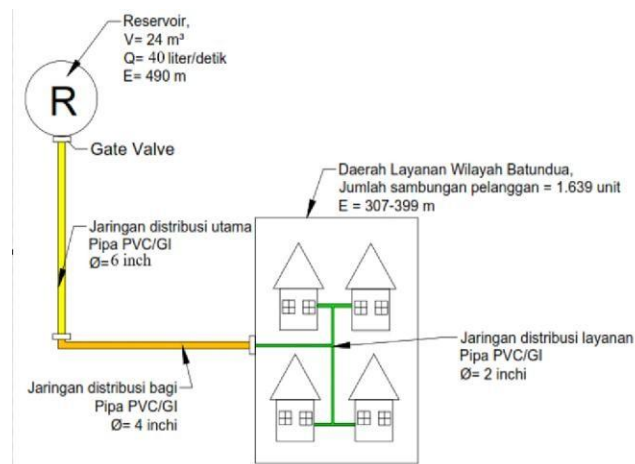 Reservoir,
V= 24 m³
Q= 40 liter/detik
E= 490 m
R
Gate Valve
Daerah Layanan Wilayah Batundua,
Jumlah sambungan pelanggan = 1.639 unit
E = 307-399 m
Jaringan distribusi utama
Pipa PVC/GI
Ø= 6 inch
Jaringan distribusi layanan
Pipa PVC/GI
Ø= 2 inchi
Jaringan distribusi bagi
Pipa PVC/GI
Ø= 4 inchi